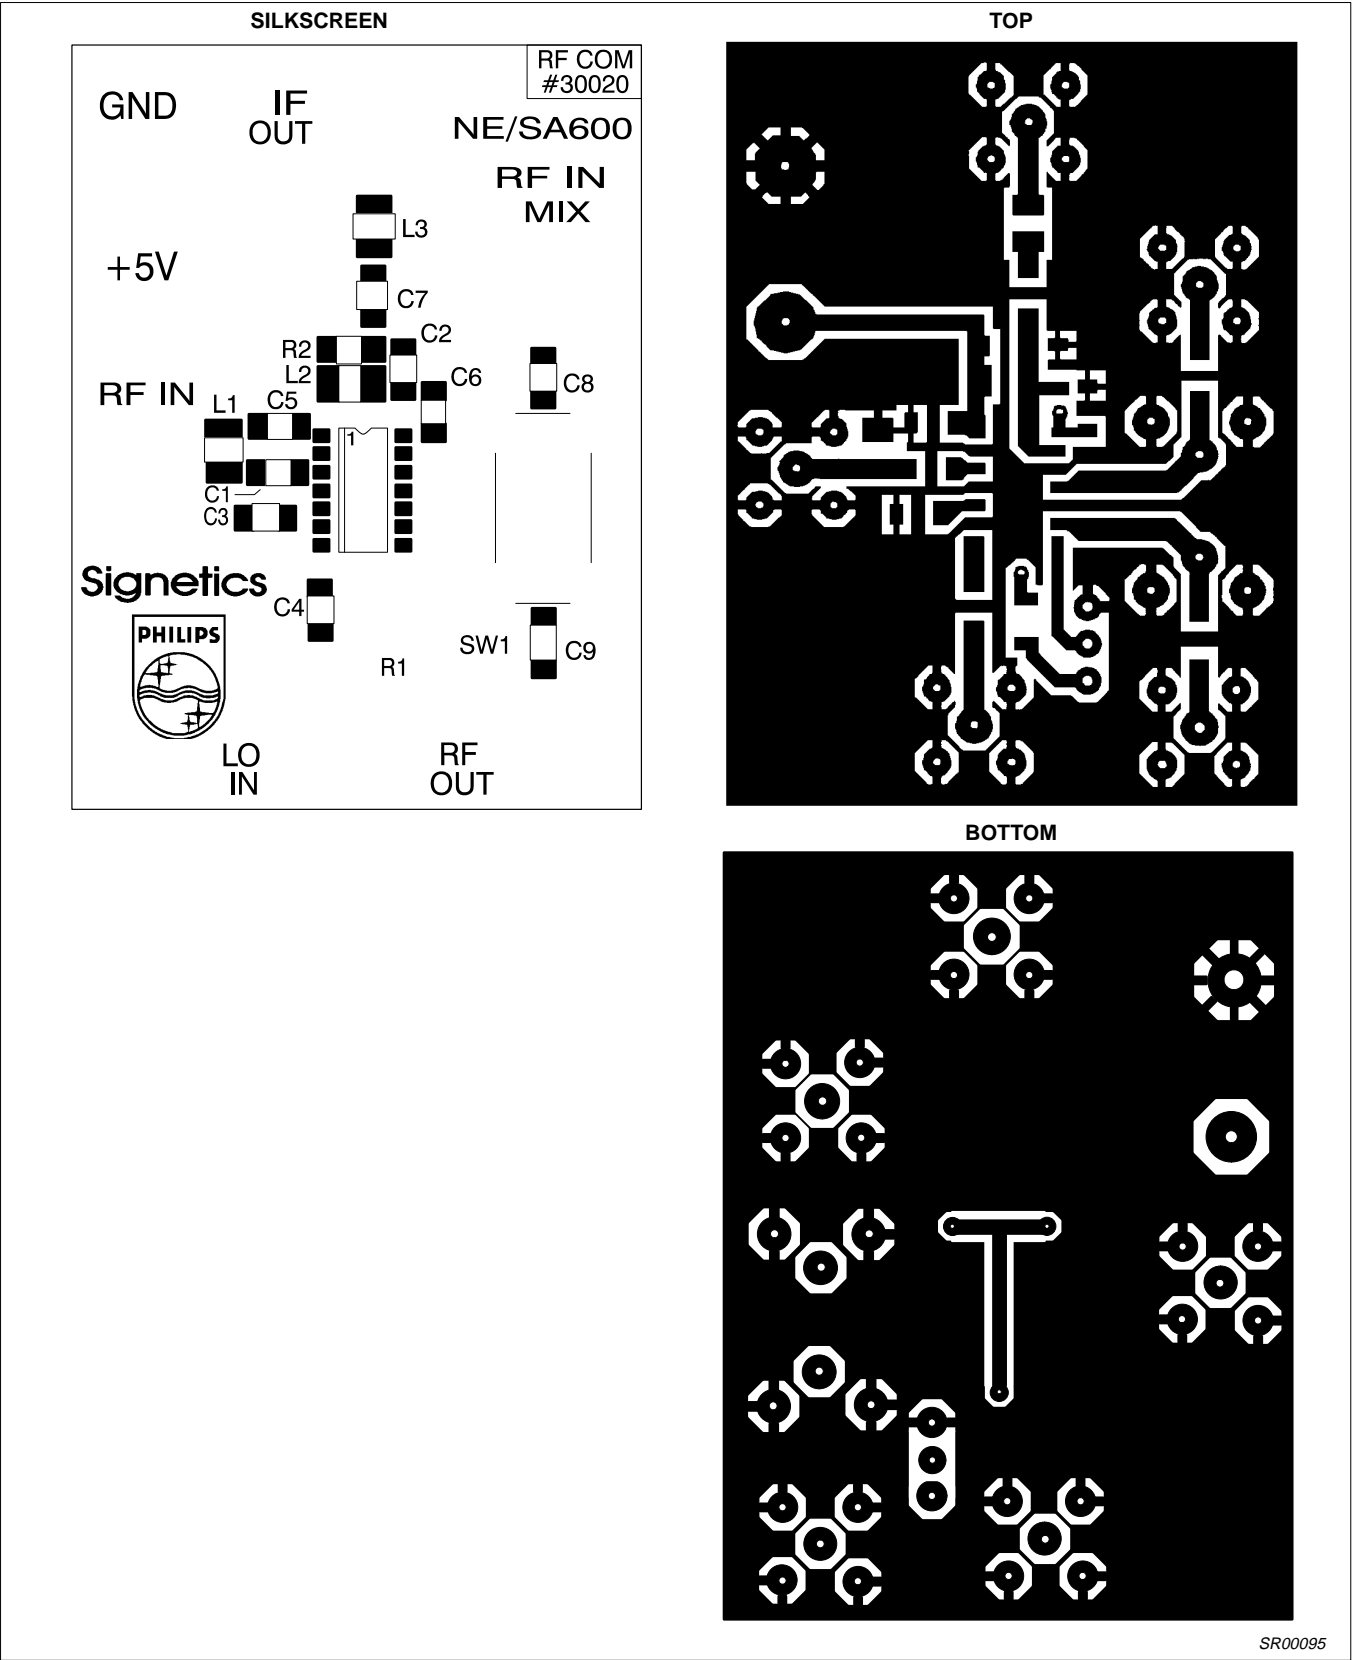 SILKSCREEN
TOP
RF COM
#30020
GND
IF
OUT
NE/SA600
RF IN
MIX
L3
+5V
C7
C2
R2
L2
C6
C8
RF IN
L1
C5
1
C1
C3
Signetics
C4
PHILIPS
SW1
C9
R1
LO
IN
RF
OUT
BOTTOM
SR00095